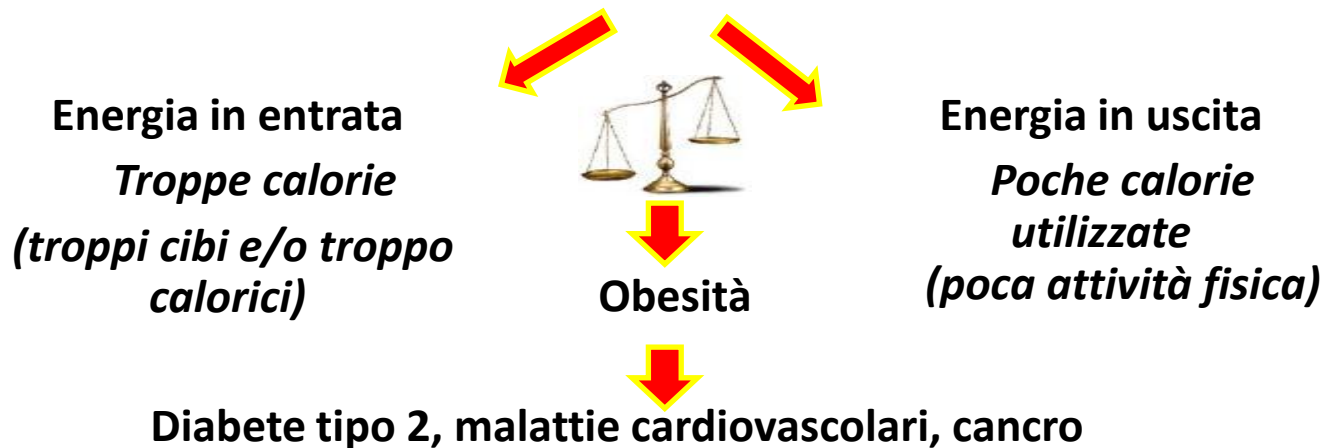 Energia in entrata
Troppe calorie
(troppi cibi e/o troppo
calorici)
Energia in uscita
Poche calorie
utilizzate
(poca attività fisica)
Obesità
Diabete tipo 2, malattie cardiovascolari, cancro